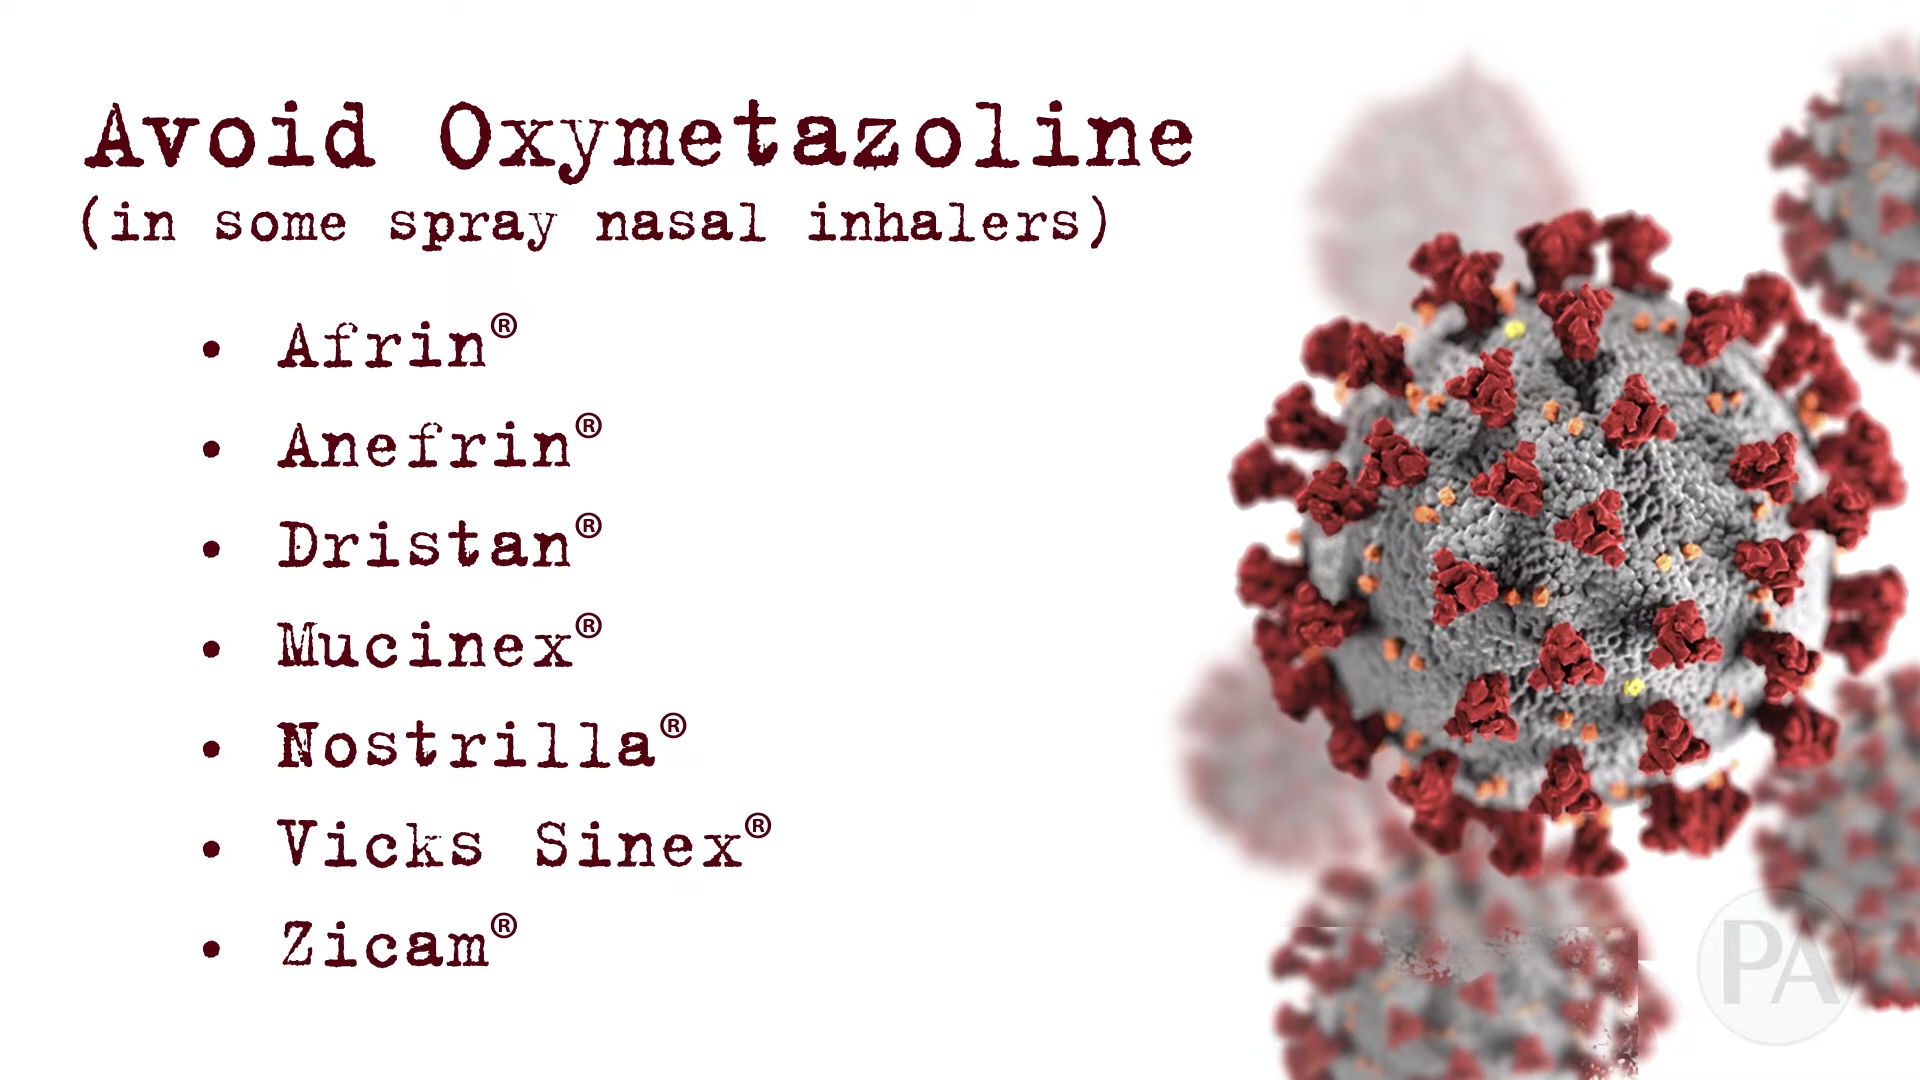 Avoid Oxymetazoline
(in some spray nasal inhalers)
• Afrin®
• Anefrin®
• Dristan®
• Mucinex®
• Nostrilla®
• Vicks Sinex®
• Zicam®
PA